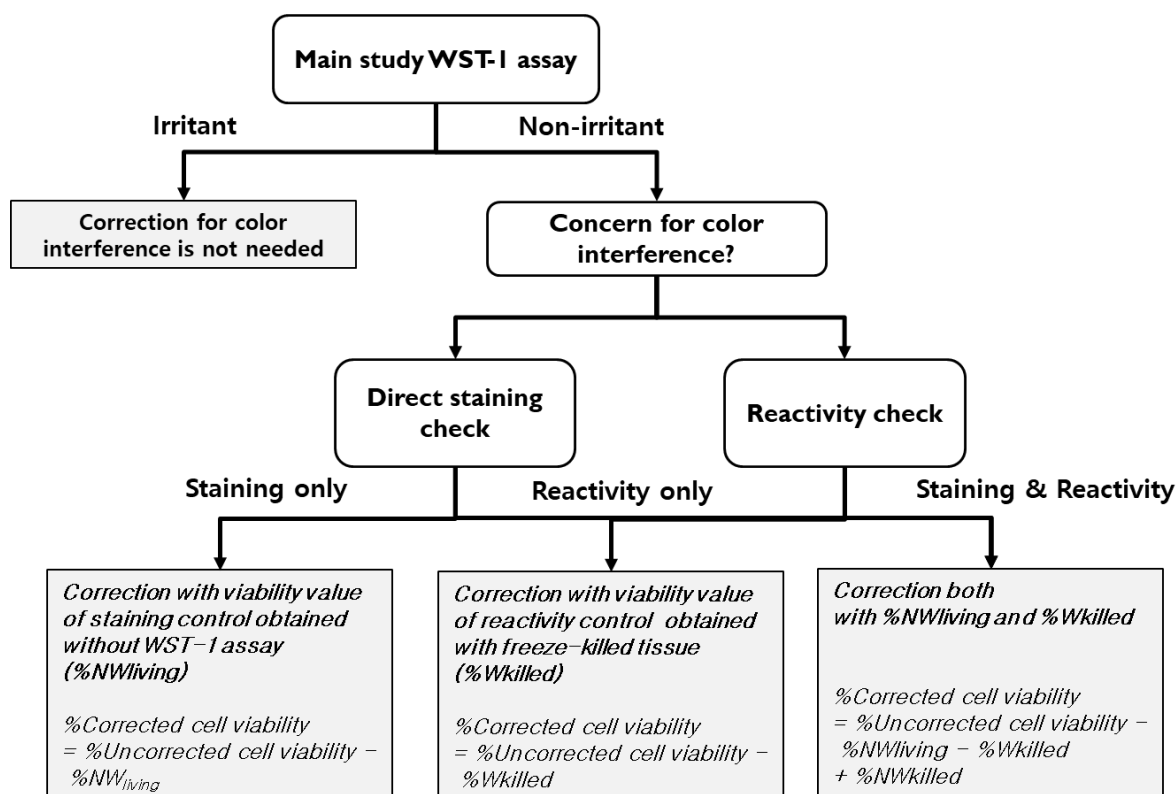 Main study WST-1 assay
Irritant
Non-irritant
Correction for color
interference is not needed
Concern for color
interference?
Direct staining
check
Reactivity check
Staining only
Reactivity only
Staining & Reactivity
Correction with viability value
of staining control obtained
without WST-1 assay
(%NWliving)
%Corrected cell viability
= %Uncorrected cell viability -
%NWliving
Correction with viability value
of reactivity control obtained
with freeze-killed tissue
(%Wkilled)
%Corrected cell viability
= %Uncorrected cell viability -
%Wkilled
Correction both
with %NWliving and %Wkilled
%Corrected cell viability
= %Uncorrected cell viability -
%NWliving - %Wkilled
+ %NWkilled